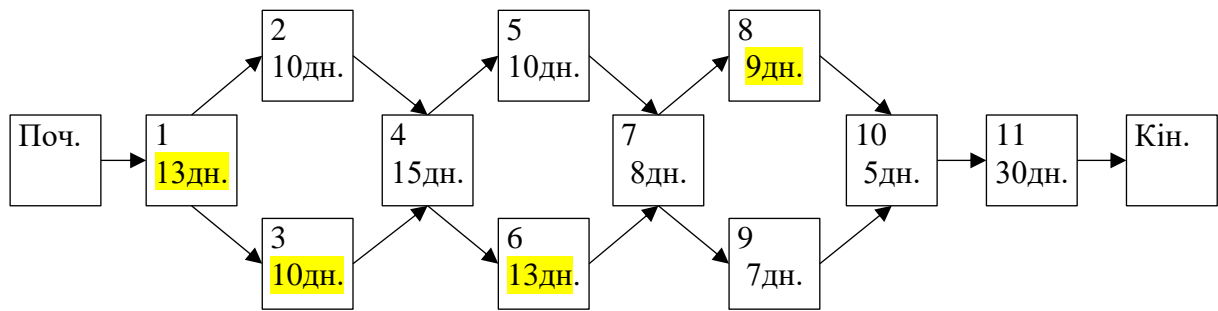 Поч.
1
13дн.
2
10дн.
3
10дн.
4
15дн.
5
10дн.
6
13дн.
7
8дн.
8
9дн.
9
7дн.
10
5дн.
11
30дн.
Кін.